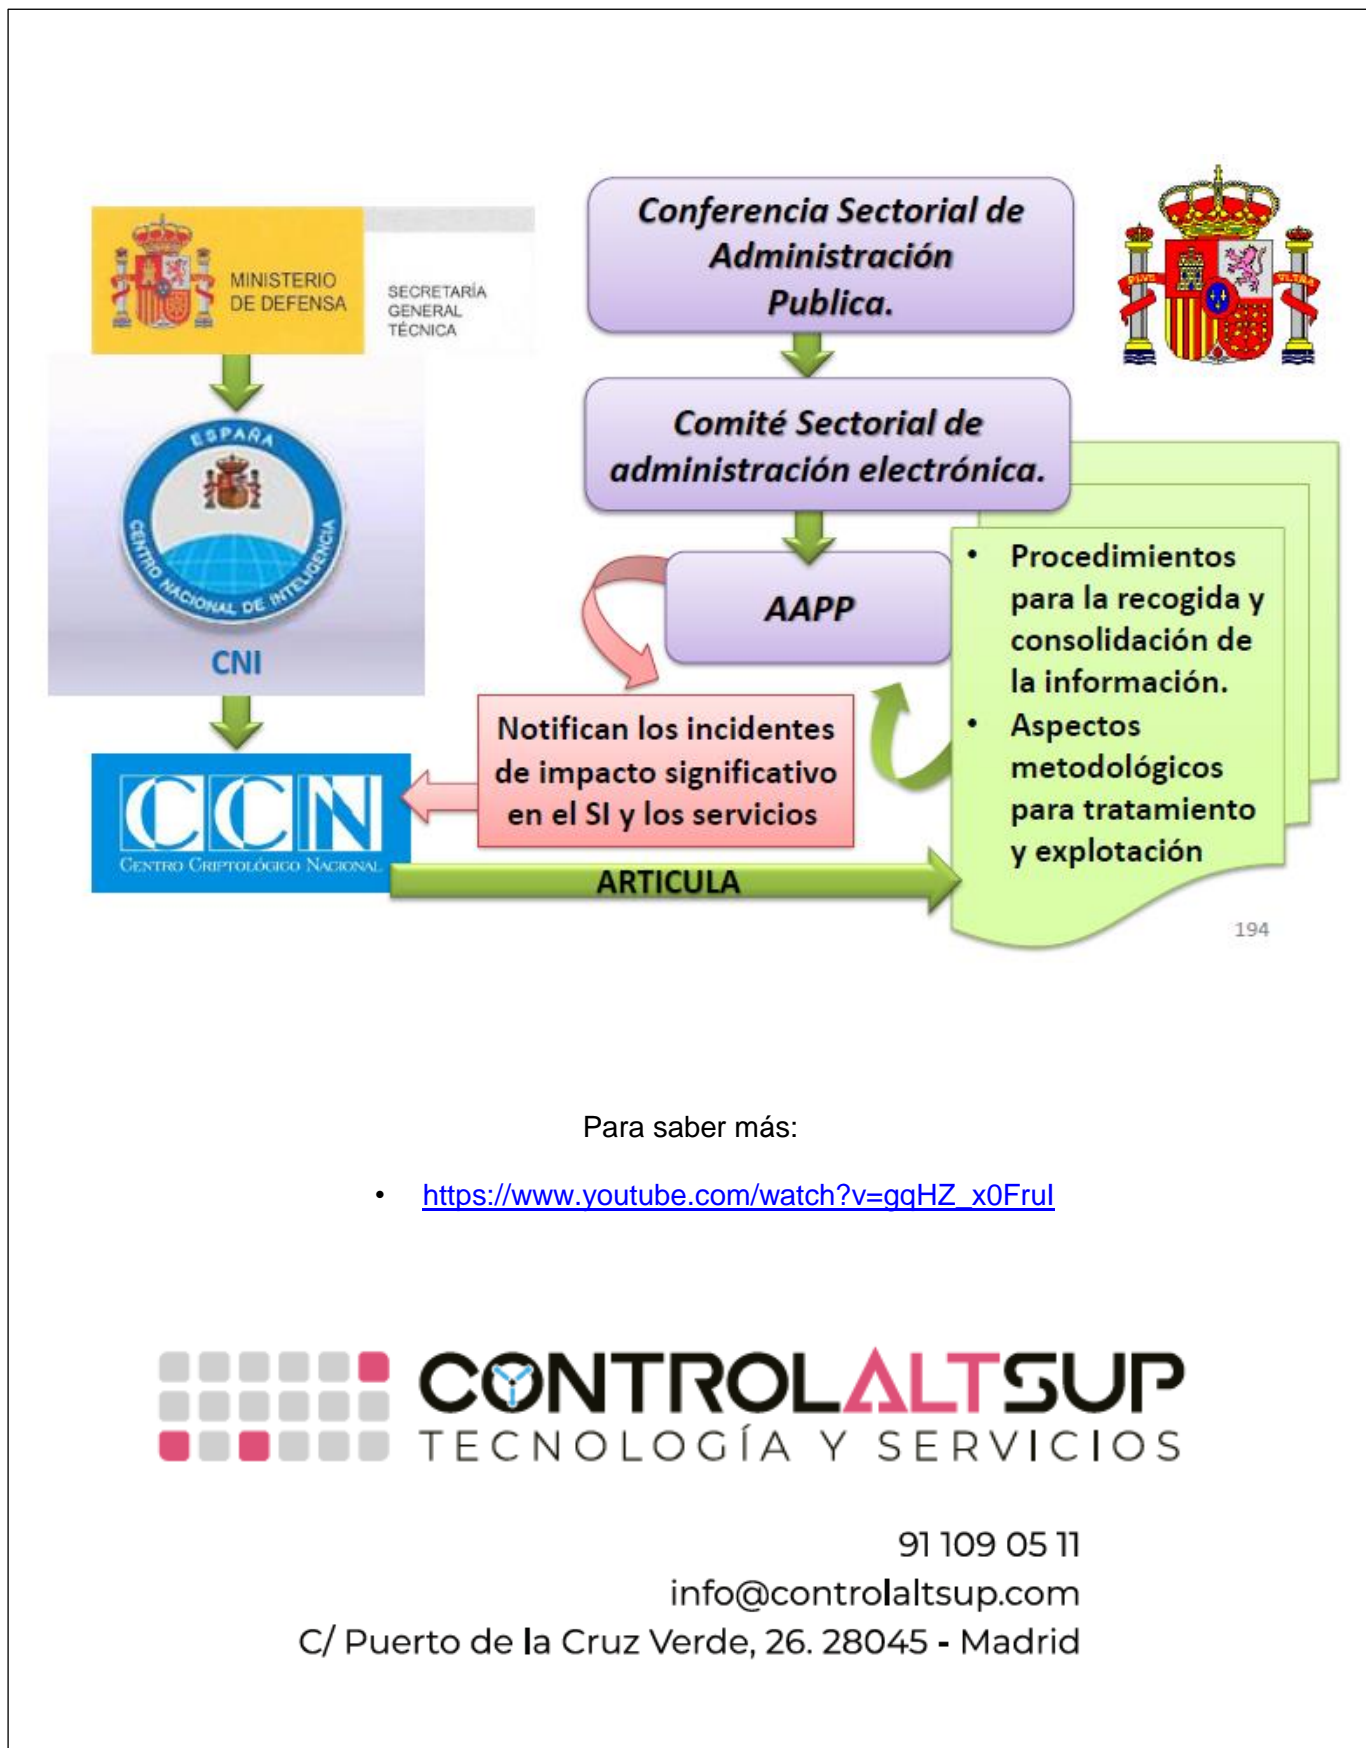 MINISTERIO
DE DEFENSA
SECRETARÍA
GENERAL
TÉCNICA
ESPAÑA
CENTRO NACIONAL DE INTELIGENCIA
CNI
CCN
CENTRO CRIPTOLÓGICO NACIONAL
Conferencia Sectorial de
Administración
Publica.
PLVS
VLTRA
Comité Sectorial de
administración electrónica.
AAPP
Notifican los incidentes
de impacto significativo
en el SI y los servicios
ARTICULA
• Procedimientos
para la recogida y
consolidación de
la información.
• Aspectos
metodológicos
para tratamiento
y explotación
194
Para saber más:
• https://www.youtube.com/watch?v=gqHZ_x0FruI
CONTROLALTSUP
TECNOLOGÍA Y SERVICIOS
91 109 05 11
info@controlaltsup.com
C/ Puerto de la Cruz Verde, 26. 28045 - Madrid